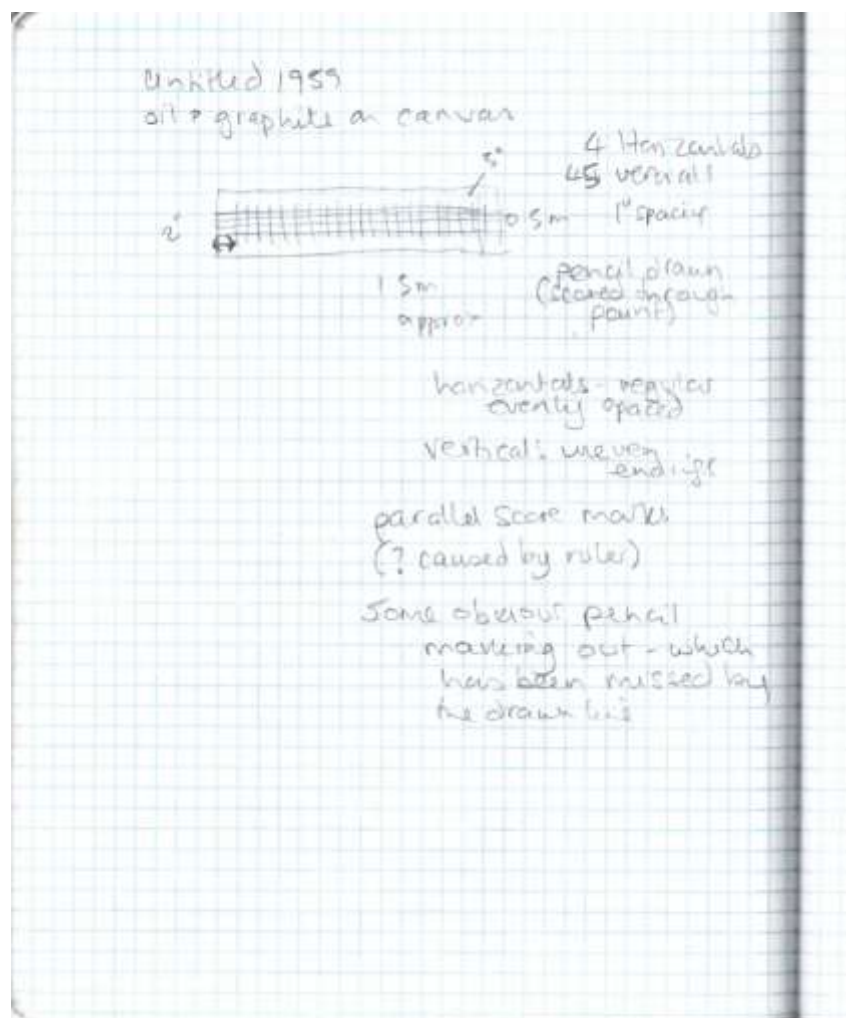 Untitled 1959
oil + graphite on canvas
4 Horizontals
45 verticals
1" spacing
2"
0.5m
1.5m
approx
pencil drawn
(scored through
paint)
horizontals - regular
evenly spaced
vertical: uneven
endings
parallel score marks
(? caused by ruler)
Some obvious pencil
marking out - which
has been missed by
the drawn line